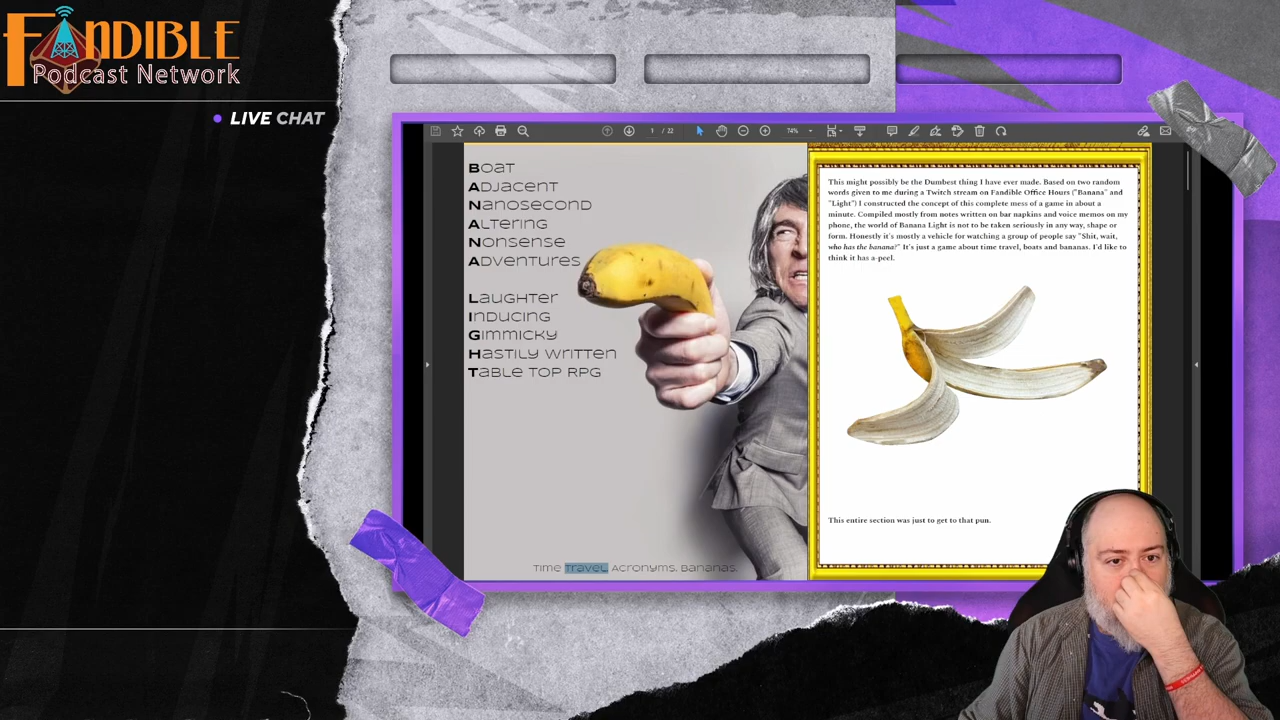 FANDIBLE
Podcast Network
LIVE CHAT
1 / 22
74%
BOAT
ADJACENT
NANOSECOND
ALTERING
NONSENSE
ADVENTURES
LAUGHTER
INDUCING
GIMMICKY
HASTILY WRITTEN
TABLE TOP RPG
Time Travel. Acronyms. Bananas.
This might possibly be the Dumbest thing I have ever made. Based on two random
words given to me during a Twitch stream on Fandible Office Hours ("Banana" and
"Light") I constructed the concept of this complete mess of a game in about a
minute. Compiled mostly from notes written on bar napkins and voice memos on my
phone, the world of Banana Light is not to be taken seriously in any way, shape or
form. Honestly it's mostly a vehicle for watching a group of people say "Shit, wait,
who has the banana?" It's just a game about time travel, boats and bananas. I'd like to
think it has a-peel.
This entire section was just to get to that pun.